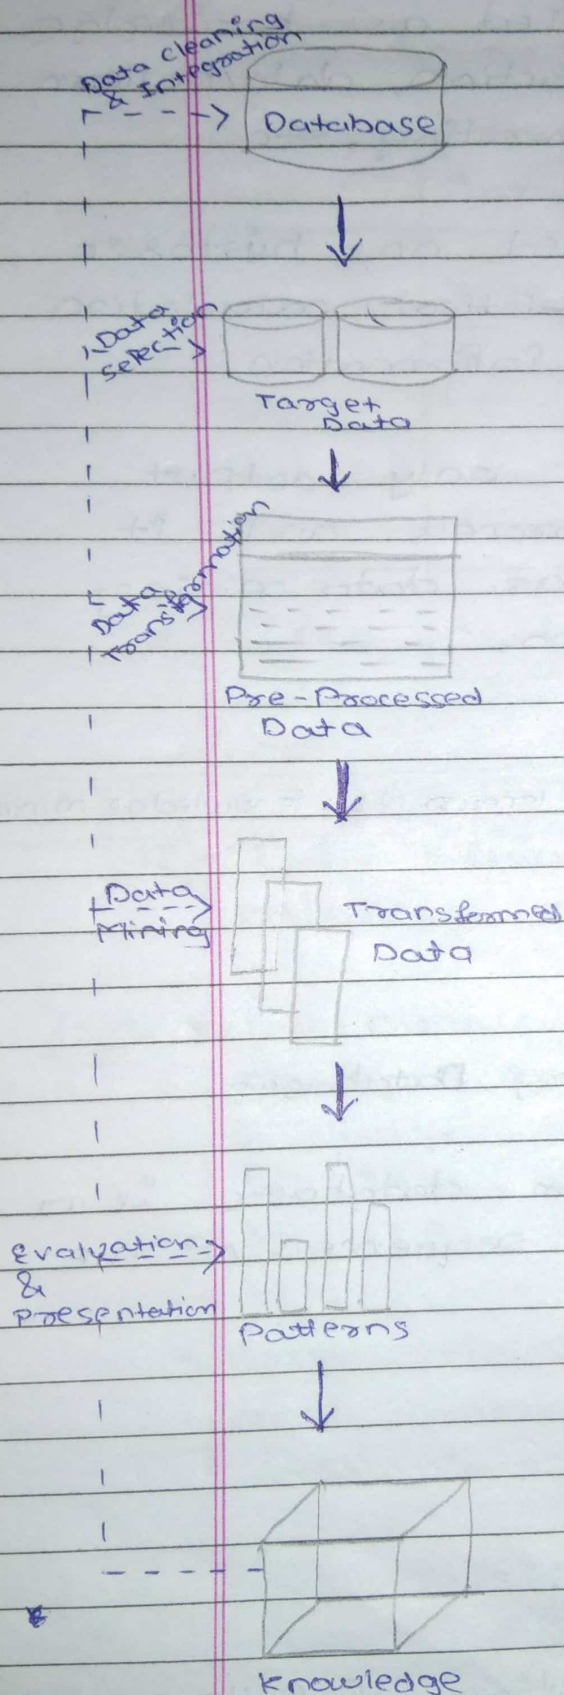 Data cleaning
& Integration
Database
Data
selection
Target
Data
Data
Transformation
Pre-Processed
Data
Data
Mining
Transformed
Data
Evaluation
&
Presentation
Patterns
Knowledge